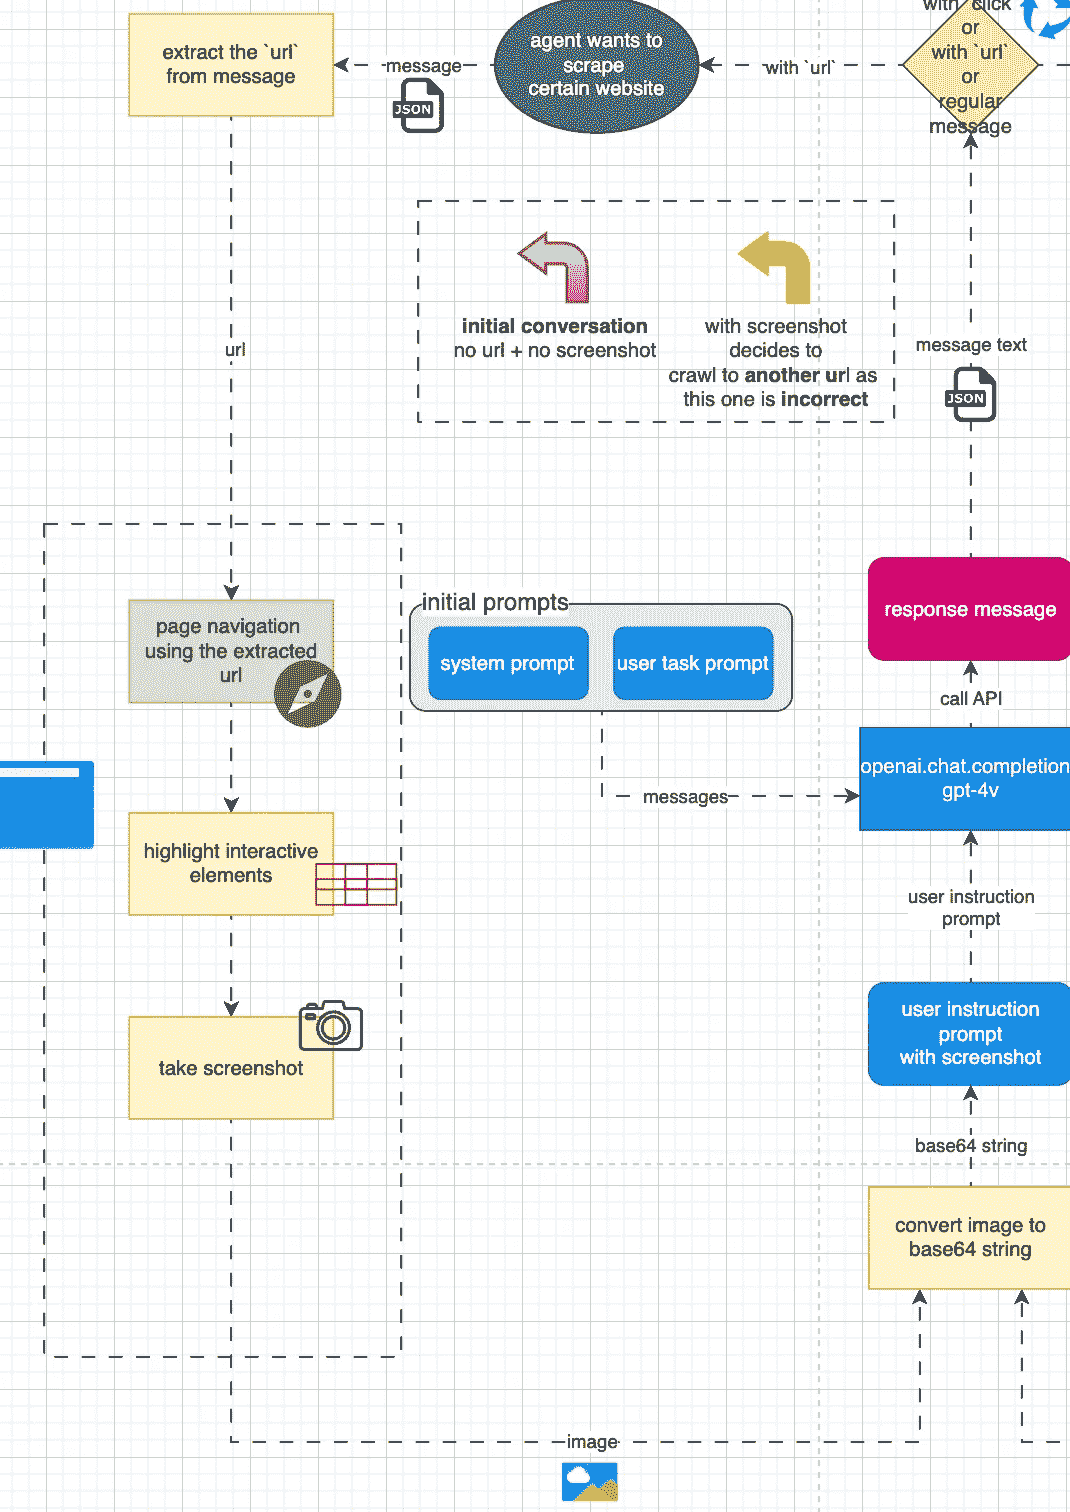 with click
or
with `url`
or
regular
message
with `url`
agent wants to
scrape
certain website
message
JSON
extract the `url`
from message
url
initial conversation
no url + no screenshot
with screenshot
decides to
crawl to another url as
this one is incorrect
message text
JSON
response message
call API
openai.chat.completion
gpt-4v
initial prompts
system prompt
user task prompt
messages
page navigation
using the extracted
url
highlight interactive
elements
take screenshot
user instruction
prompt
user instruction
prompt
with screenshot
base64 string
convert image to
base64 string
image